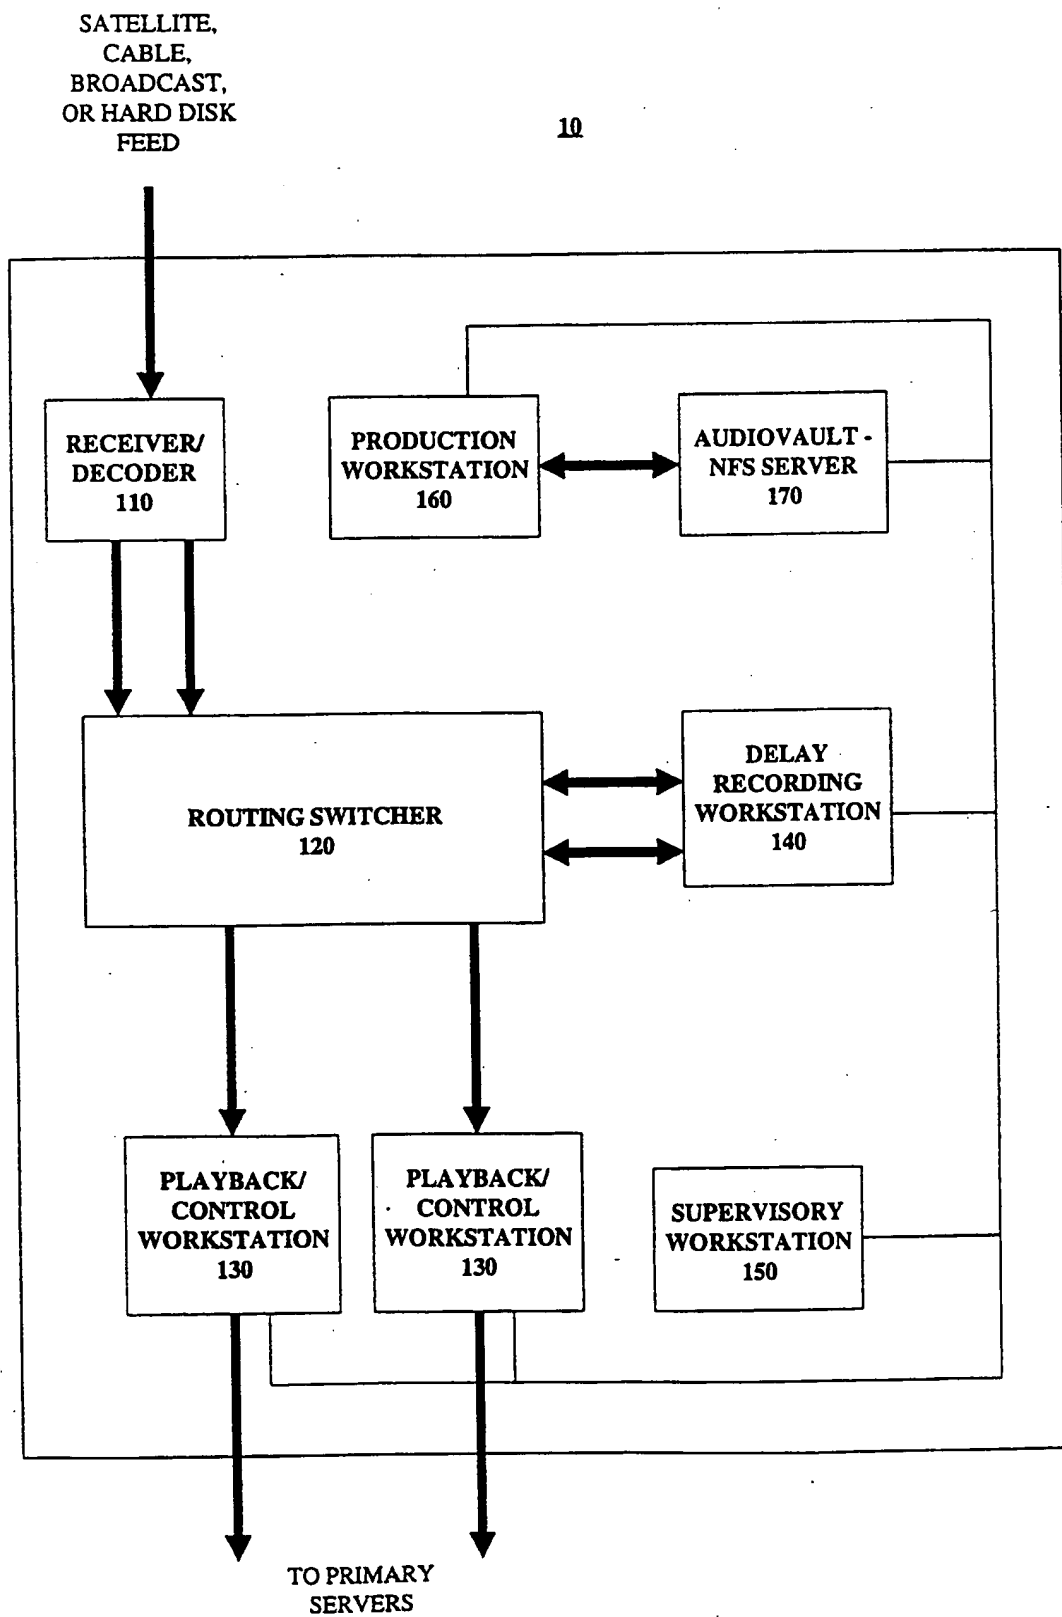 SATELLITE,
CABLE,
BROADCAST,
OR HARD DISK
FEED
10
RECEIVER/
DECODER
110
PRODUCTION
WORKSTATION
160
AUDIOVAULT -
NFS SERVER
170
ROUTING SWITCHER
120
DELAY
RECORDING
WORKSTATION
140
PLAYBACK/
CONTROL
WORKSTATION
130
PLAYBACK/
CONTROL
WORKSTATION
130
SUPERVISORY
WORKSTATION
150
TO PRIMARY
SERVERS